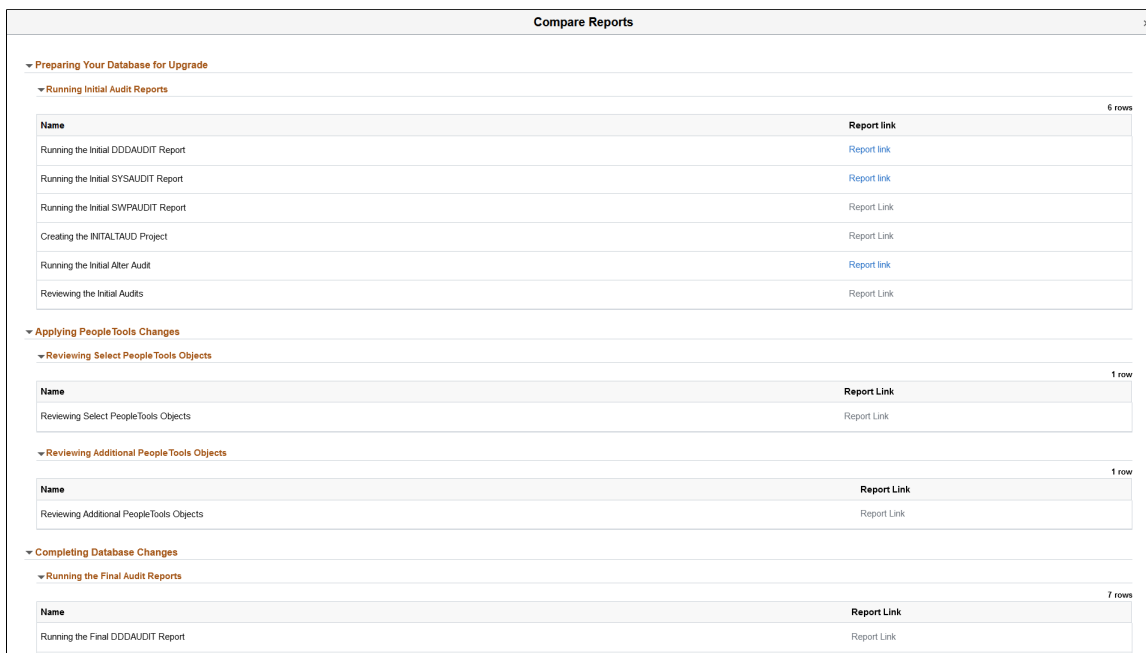 Compare Reports
Preparing Your Database for Upgrade
Running Initial Audit Reports
6 rows
Name Report link
Running the Initial DDDAUDIT Report Report link
Running the Initial SYSAUDIT Report Report link
Running the Initial SWPAUDIT Report Report Link
Creating the INITALTAUD Project Report Link
Running the Initial Alter Audit Report link
Reviewing the Initial Audits Report Link
Applying PeopleTools Changes
Reviewing Select PeopleTools Objects
1 row
Name Report Link
Reviewing Select PeopleTools Objects Report Link
Reviewing Additional PeopleTools Objects
1 row
Name Report Link
Reviewing Additional PeopleTools Objects Report Link
Completing Database Changes
Running the Final Audit Reports
7 rows
Name Report Link
Running the Final DDDAUDIT Report Report Link